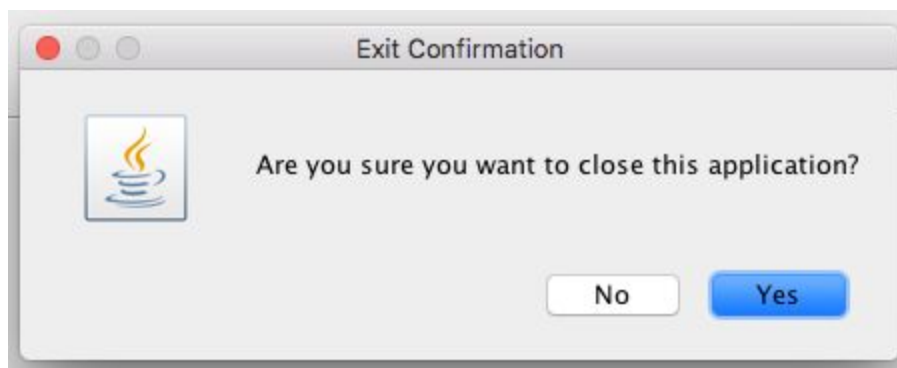 Exit Confirmation
Are you sure you want to close this application?
No Yes